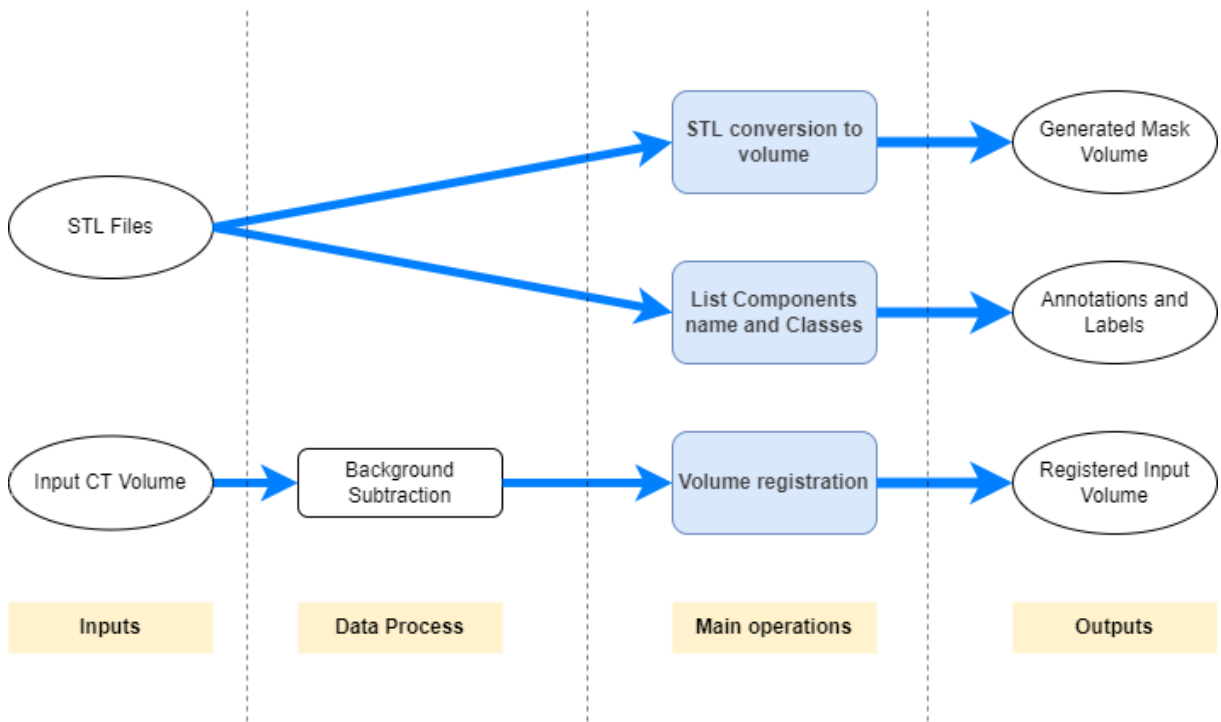 STL conversion to
volume
Generated Mask
Volume
STL Files
List Components
name and Classes
Annotations and
Labels
Input CT Volume
Background
Subtraction
Volume registration
Registered Input
Volume
Inputs
Data Process
Main operations
Outputs